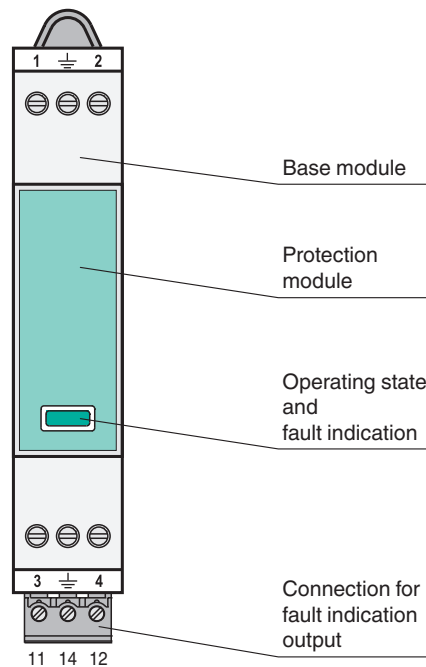 1 ⏚ 2
Base module
Protection
module
Operating state
and
fault indication
3 ⏚ 4
Connection for
fault indication
output
11 14 12